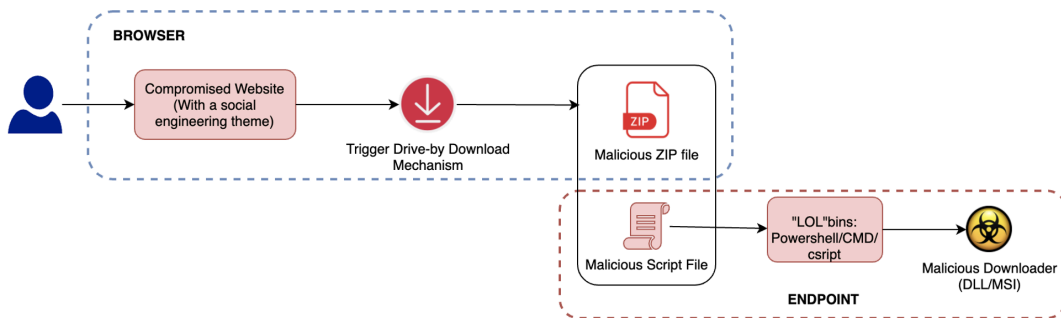 BROWSER
Compromised Website
(With a social
engineering theme)
Trigger Drive-by Download
Mechanism
ZIP
Malicious ZIP file
Malicious Script File
"LOL"bins:
Powershell/CMD/
csript
Malicious Downloader
(DLL/MSI)
ENDPOINT